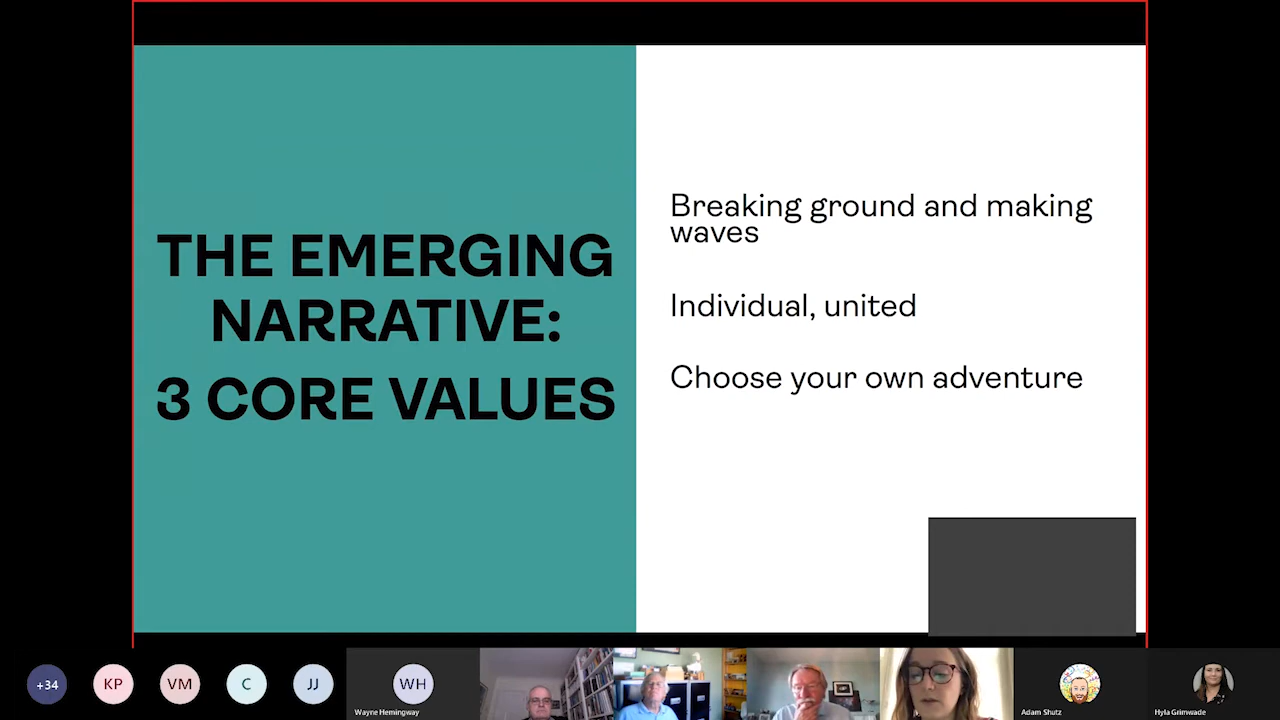 THE EMERGING
NARRATIVE:
3 CORE VALUES
Breaking ground and making
waves
Individual, united
Choose your own adventure
+34
KP
VM
C
JJ
WH
Wayne Hemingway
Adam Shutz
Hyla Grimwade